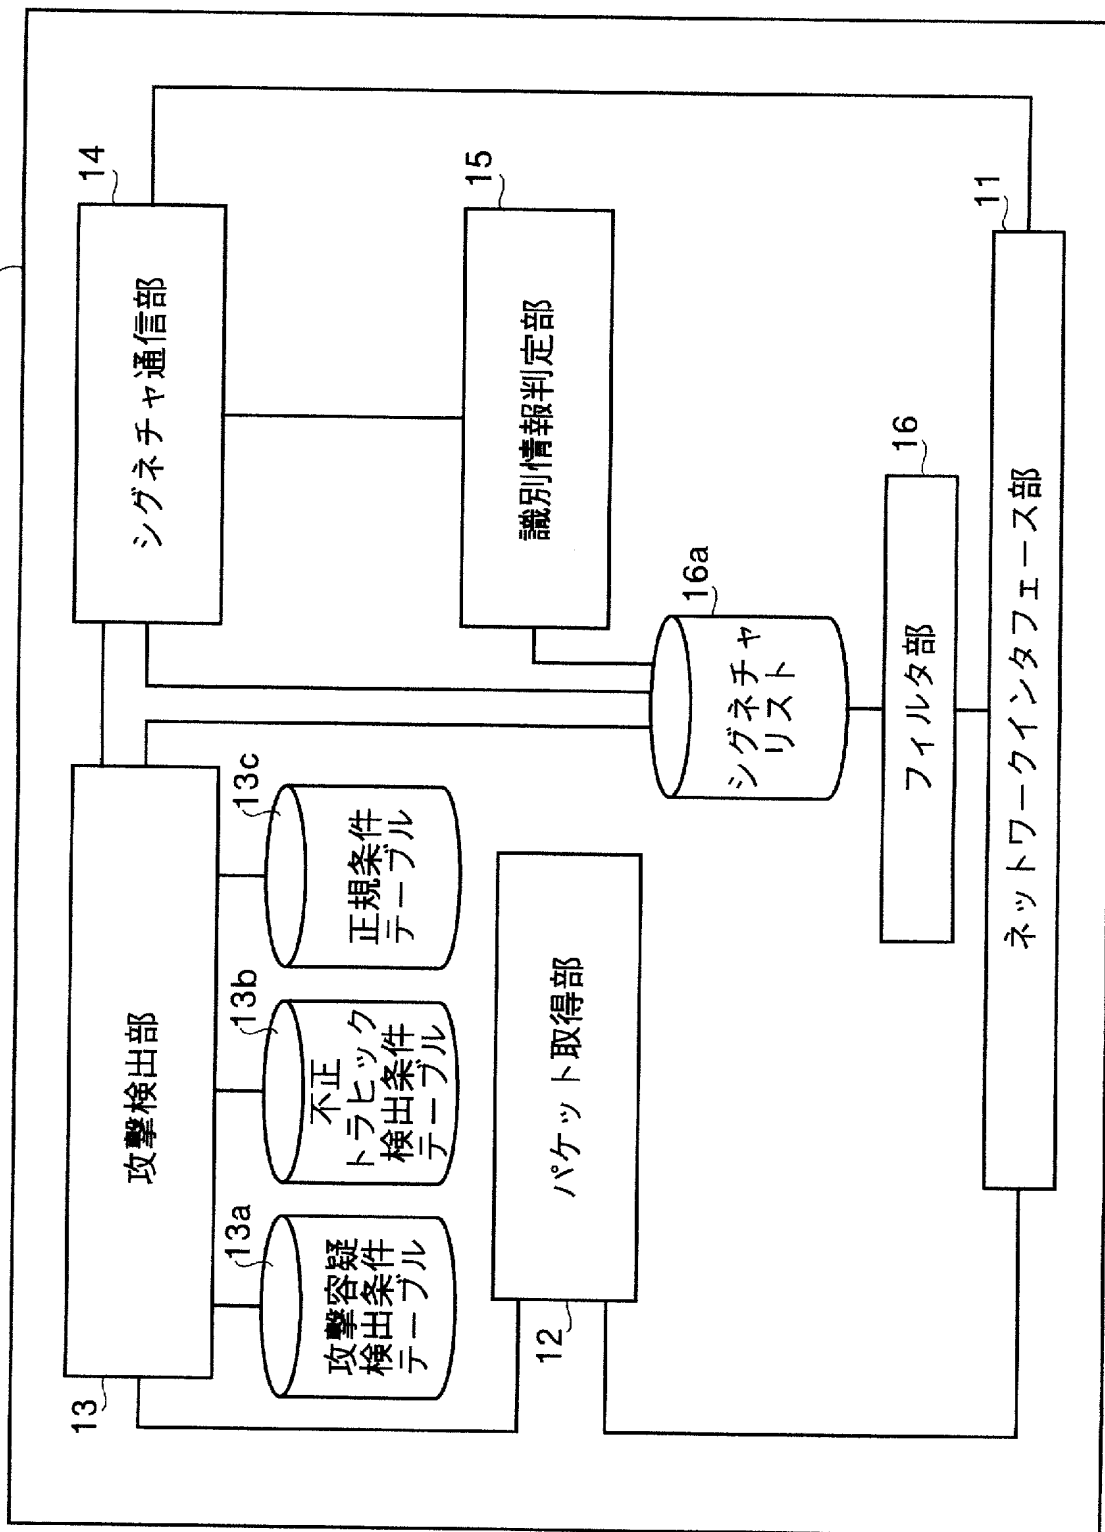 13
攻撃検出部
14
シグネチャ通信部
13a
攻撃容疑
検出条件
テーブル
13b
不正
トラヒック
検出条件
テーブル
13c
正規条件
テーブル
15
識別情報判定部
12
パケット取得部
16a
シグネチャ
リスト
16
フィルタ部
11
ネットワークインタフェース部